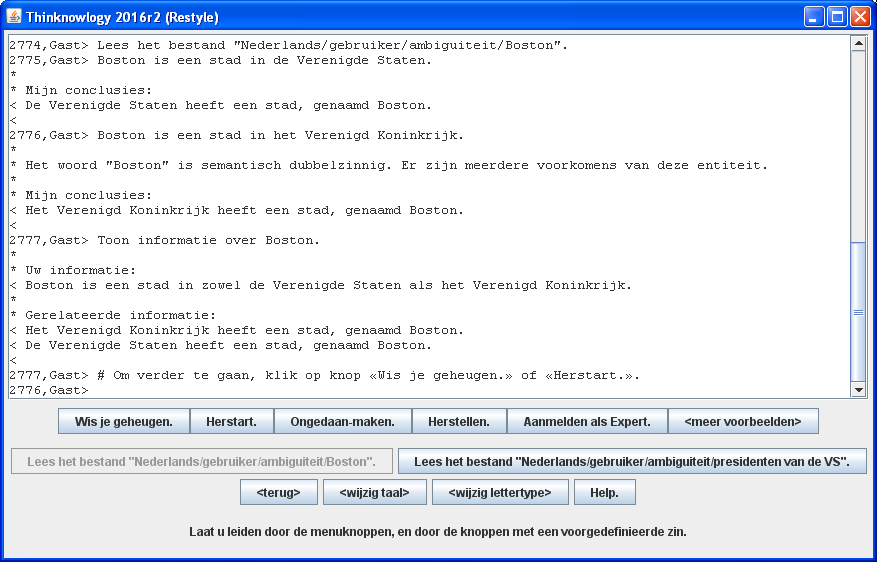 Thinknowlogy 2016r2 (Restyle)
2774,Gast> Lees het bestand "Nederlands/gebruiker/ambiguiteit/Boston".
2775,Gast> Boston is een stad in de Verenigde Staten.
*
* Mijn conclusies:
< De Verenigde Staten heeft een stad, genaamd Boston.
<
2776,Gast> Boston is een stad in het Verenigd Koninkrijk.
*
* Het woord "Boston" is semantisch dubbelzinnig. Er zijn meerdere voorkomens van deze entiteit.
*
* Mijn conclusies:
< Het Verenigd Koninkrijk heeft een stad, genaamd Boston.
<
2777,Gast> Toon informatie over Boston.
*
* Uw informatie:
< Boston is een stad in zowel de Verenigde Staten als het Verenigd Koninkrijk.
*
* Gerelateerde informatie:
< Het Verenigd Koninkrijk heeft een stad, genaamd Boston.
< De Verenigde Staten heeft een stad, genaamd Boston.
<
2777,Gast> # Om verder te gaan, klik op knop «Wis je geheugen.» of «Herstart.».
2776,Gast>
Wis je geheugen. Herstart. Ongedaan-maken. Herstellen. Aanmelden als Expert. <meer voorbeelden>
Lees het bestand "Nederlands/gebruiker/ambiguiteit/Boston". Lees het bestand "Nederlands/gebruiker/ambiguiteit/presidenten van de VS".
<terug> <wijzig taal> <wijzig lettertype> Help.
Laat u leiden door de menuknoppen, en door de knoppen met een voorgedefinieerde zin.